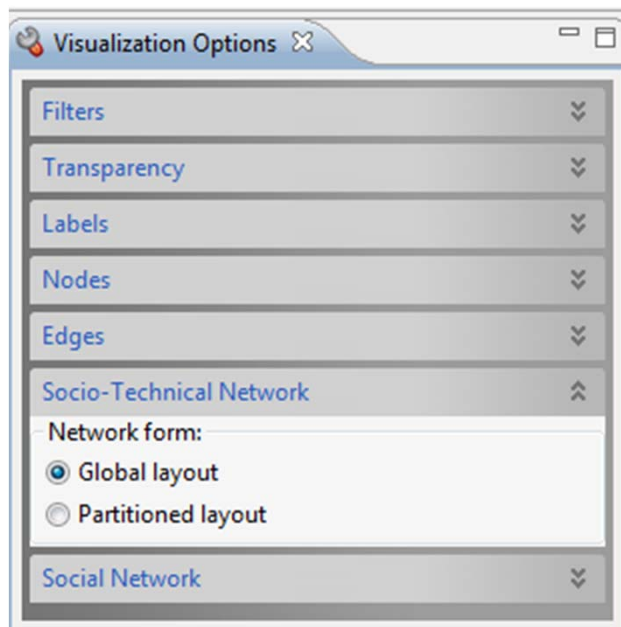 Visualization Options
Filters
Transparency
Labels
Nodes
Edges
Socio-Technical Network
Network form:
Global layout
Partitioned layout
Social Network